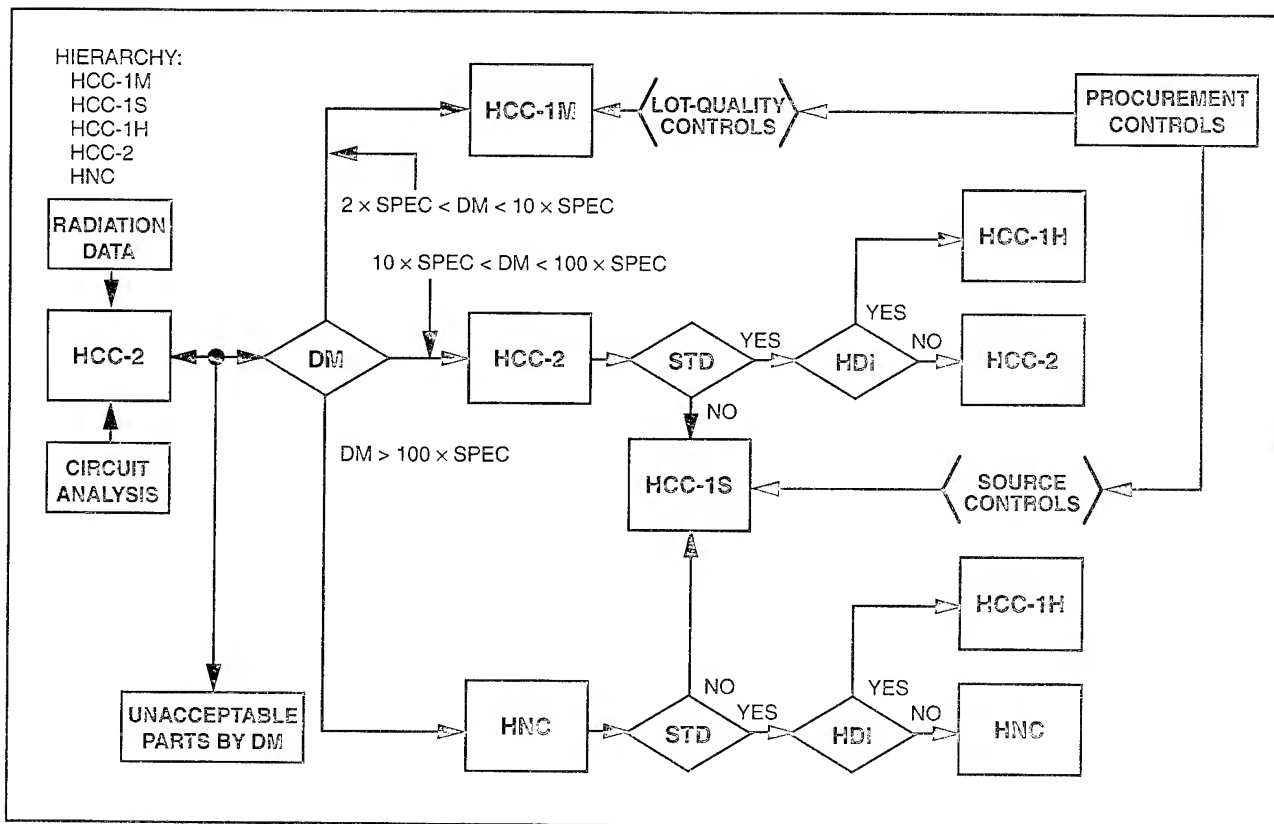 HIERARCHY:
HCC-1M
HCC-1S
HCC-1H
HCC-2
HNC
RADIATION
DATA
HCC-2
CIRCUIT
ANALYSIS
UNACCEPTABLE
PARTS BY DM
DM
2 × SPEC < DM < 10 × SPEC
10 × SPEC < DM < 100 × SPEC
DM > 100 × SPEC
HCC-1M
LOT-QUALITY
CONTROLS
PROCUREMENT
CONTROLS
HCC-2
STD
YES
NO
HDI
YES
NO
HCC-1H
HCC-2
HCC-1S
SOURCE
CONTROLS
HNC
STD
NO
YES
HDI
YES
NO
HCC-1H
HNC